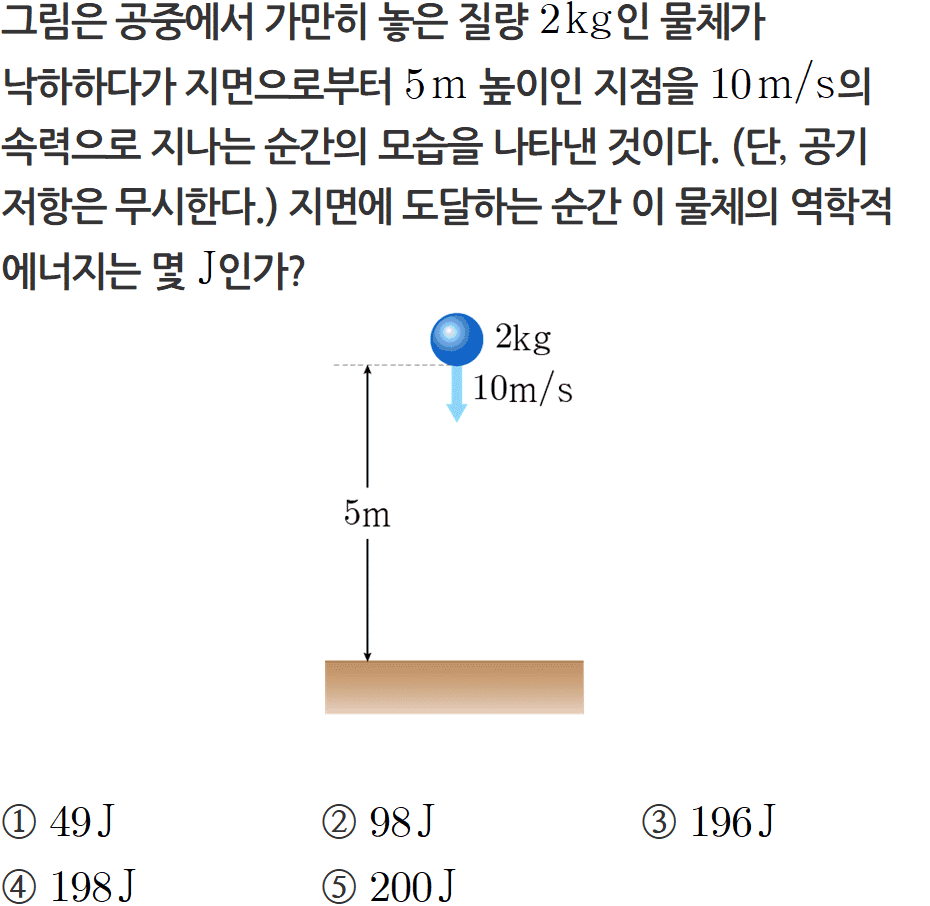 그림은 공중에서 가만히 놓은 질량 2kg인 물체가
낙하하다가 지면으로부터 5m 높이인 지점을 10m/s의
속력으로 지나는 순간의 모습을 나타낸 것이다. (단, 공기
저항은 무시한다.) 지면에 도달하는 순간 이 물체의 역학적
에너지는 몇 J인가?
2kg
10m/s
5m
① 49J ② 98J ③ 196J
④ 198J ⑤ 200J